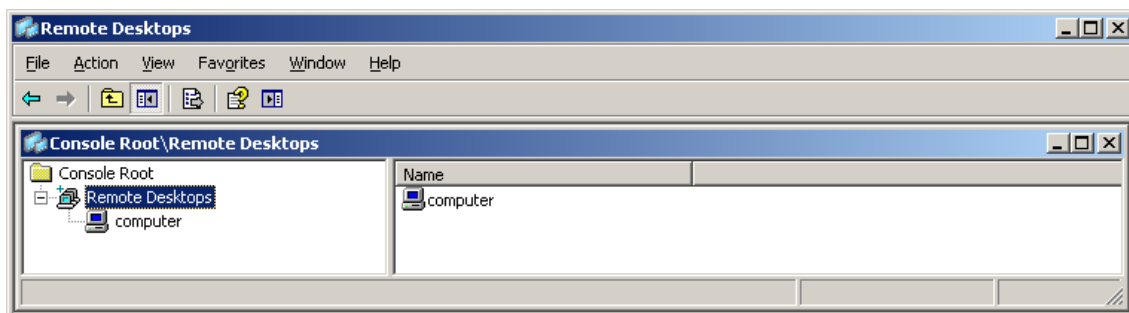 Remote Desktops
File Action View Favorites Window Help
Console Root\Remote Desktops
Console Root
Name
Remote Desktops
computer
computer